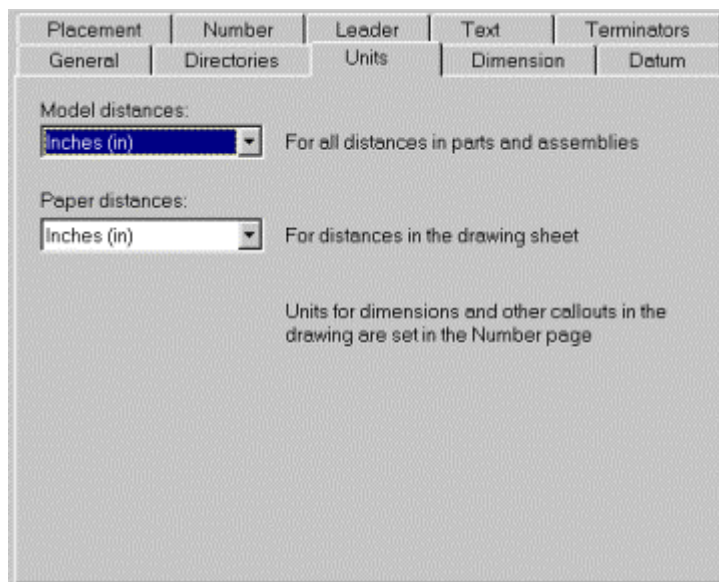 Placement Number Leader Text Terminators
General Directories Units Dimension Datum
Model distances:
Inches (in) For all distances in parts and assemblies
Paper distances:
Inches (in) For distances in the drawing sheet
Units for dimensions and other callouts in the
drawing are set in the Number page